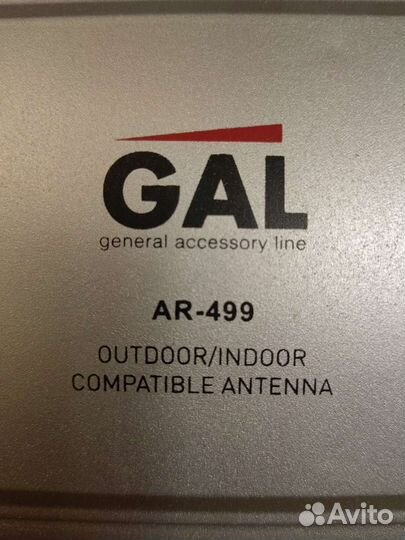 GAL
general accessory line
AR-499
OUTDOOR/INDOOR
COMPATIBLE ANTENNA
Avito